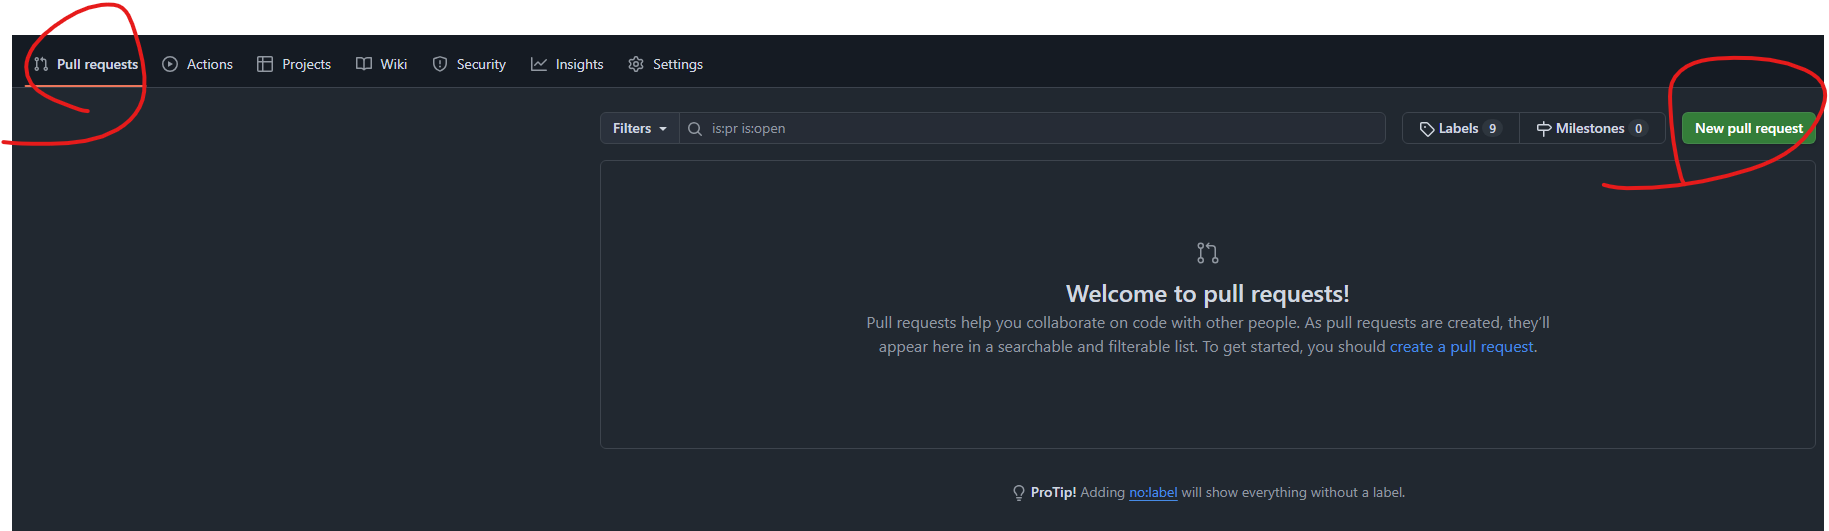 Pull requests Actions Projects Wiki Security Insights Settings
Filters is:pr is:open Labels 9 Milestones 0 New pull request
Welcome to pull requests!
Pull requests help you collaborate on code with other people. As pull requests are created, they'll
appear here in a searchable and filterable list. To get started, you should create a pull request.
ProTip! Adding no:label will show everything without a label.